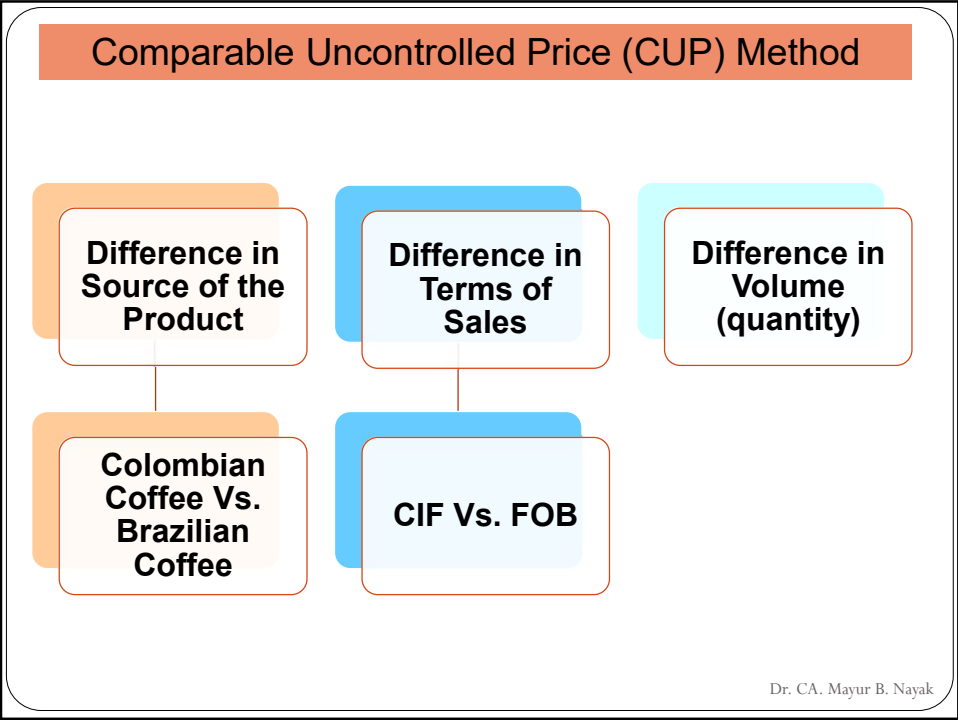 Comparable Uncontrolled Price (CUP) Method
Difference in
Source of the
Product
Difference in
Terms of
Sales
Difference in
Volume
(quantity)
Colombian
Coffee Vs.
Brazilian
Coffee
CIF Vs. FOB
Dr. CA. Mayur B. Nayak